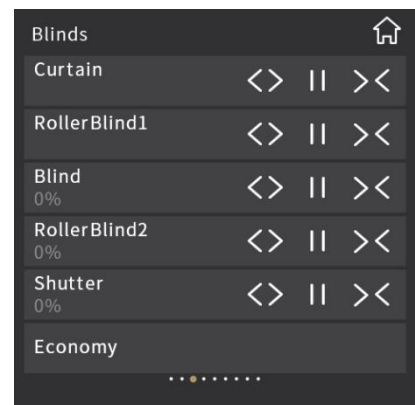 Blinds
Curtain
RollerBlind1
Blind
0%
RollerBlind2
0%
Shutter
0%
Economy